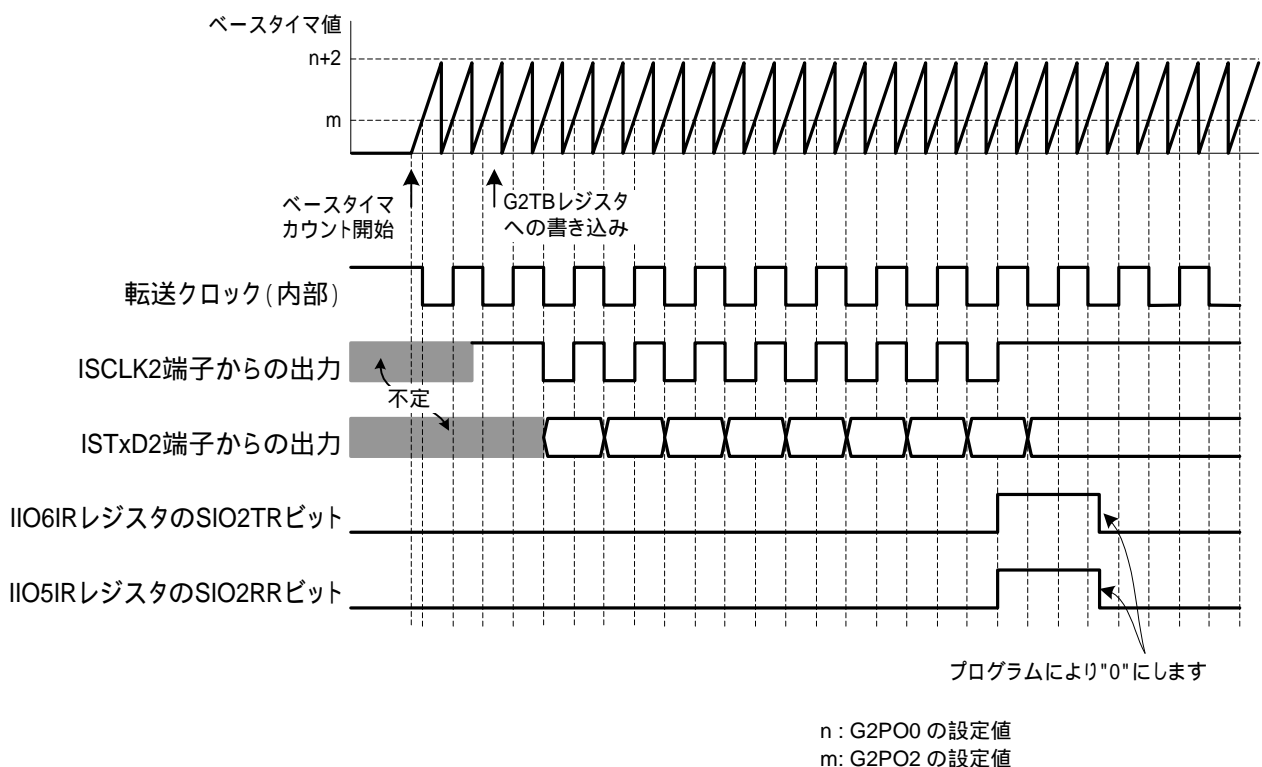 ベースタイマ値
n+2
m
ベースタイマ
カウント開始
G2TBレジスタ
への書き込み
転送クロック(内部)
ISCLK2端子からの出力
不定
ISTxD2端子からの出力
IIO6IRレジスタのSIO2TRビット
IIO5IRレジスタのSIO2RRビット
プログラムにより"0"にします
n : G2PO0 の設定値
m: G2PO2 の設定値